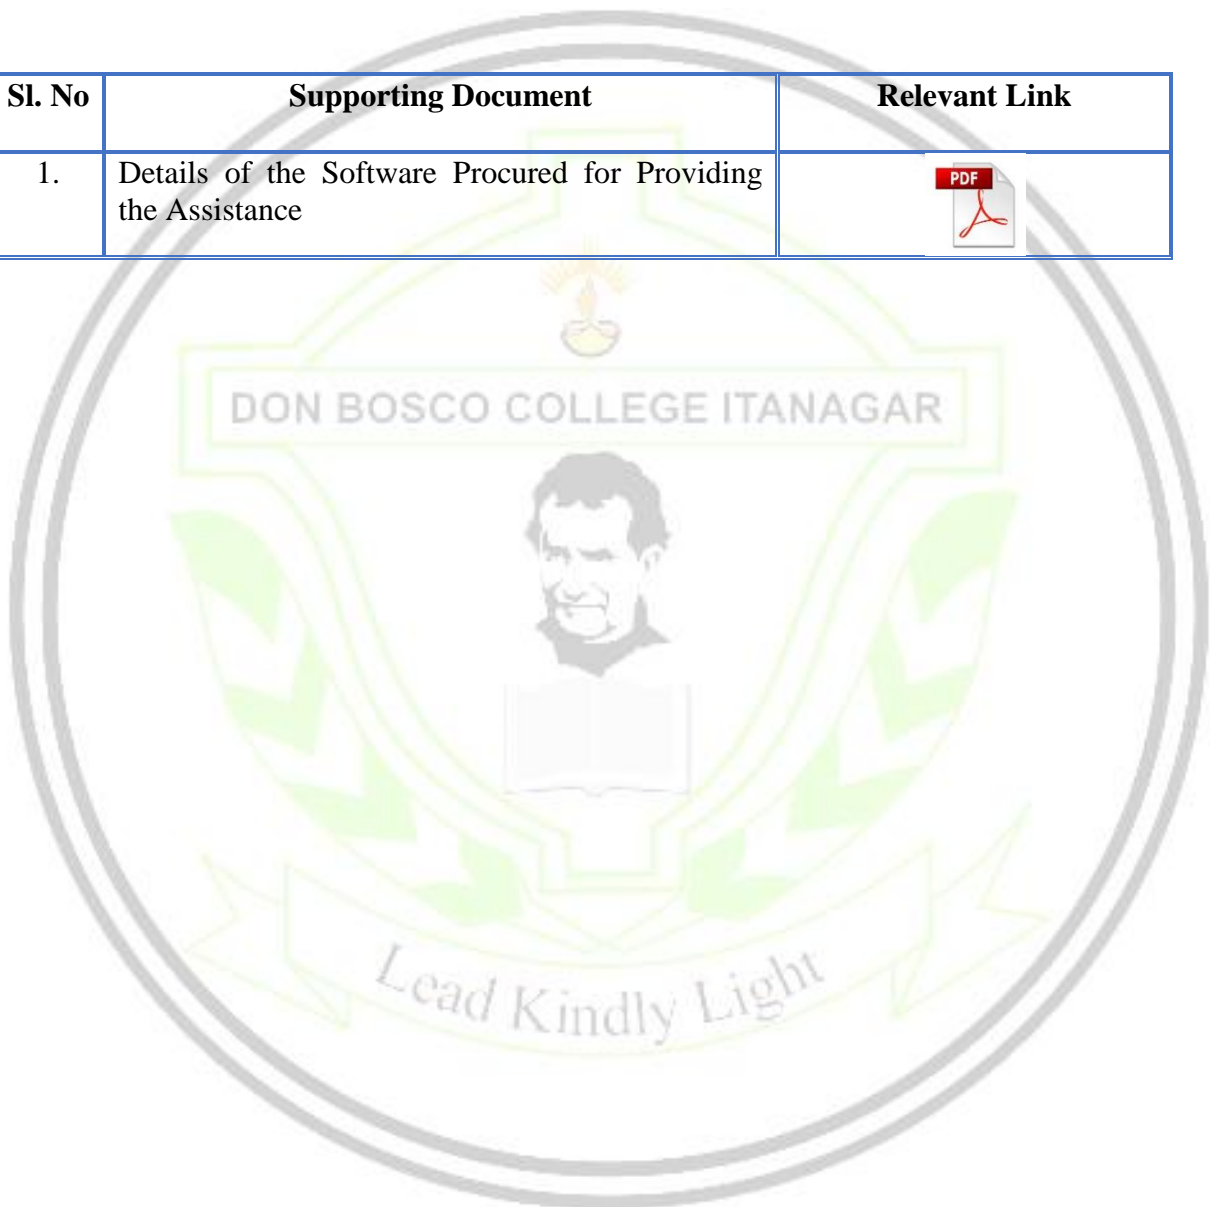 Sl. No Supporting Document Relevant Link
1. Details of the Software Procured for Providing
the Assistance
PDF
DON BOSCO COLLEGE ITANAGAR
Lead Kindly Light